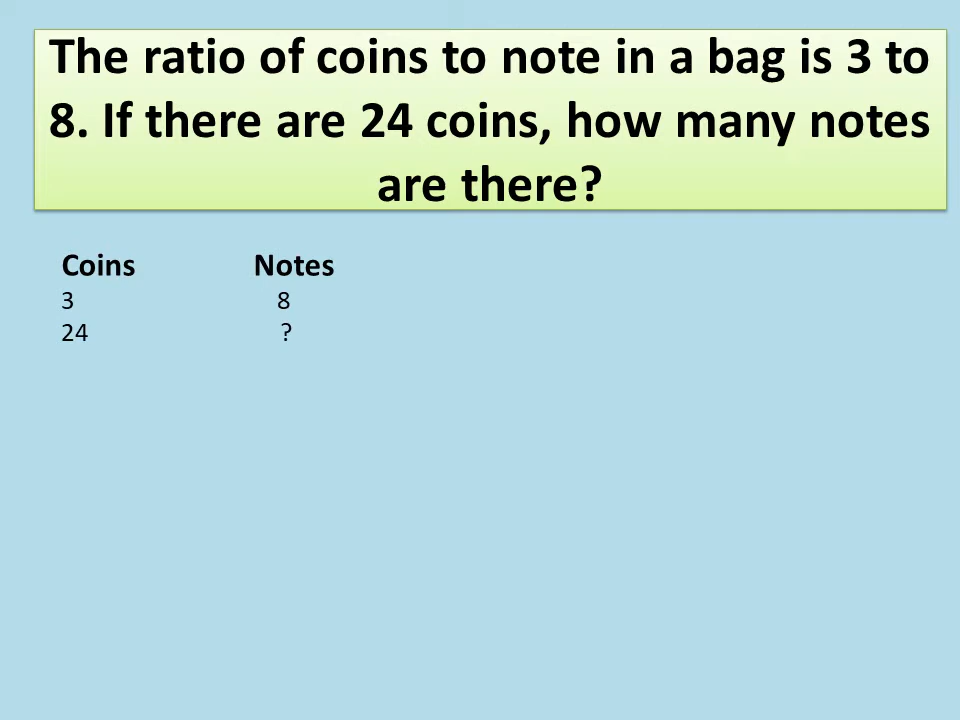 The ratio of coins to note in a bag is 3 to
8. If there are 24 coins, how many notes
are there?
Coins Notes
3 8
24 ?